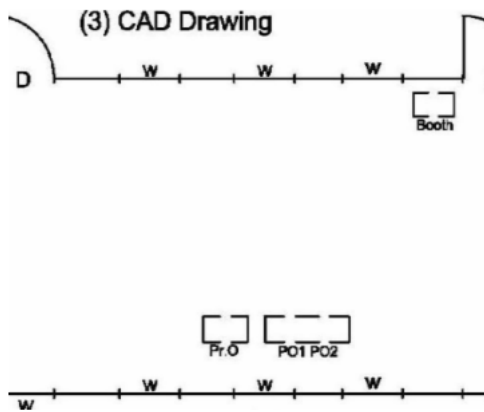 (3) CAD Drawing
W W W
D
Booth
Pr.O PO1 PO2
W W W
W